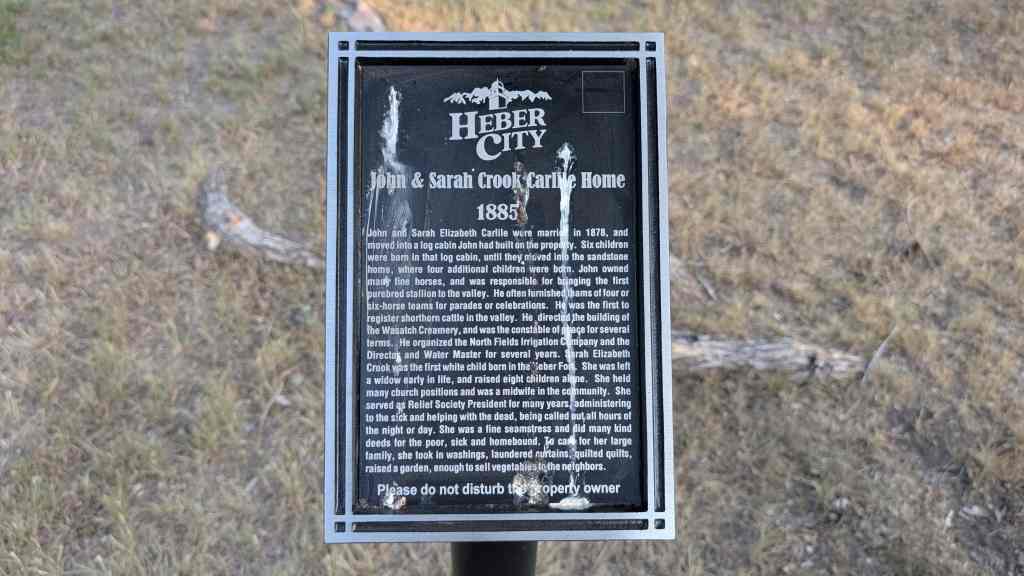 HEBER
CITY
John & Sarah Crook Carlile Home
1885
John and Sarah Elizabeth Carlile were married in 1878, and
moved into a log cabin John had built on the property. Six children
were born in that log cabin, until they moved into the sandstone
home, where four additional children were born. John owned
many fine horses, and was responsible for bringing the first
purebred stallion to the valley. He often furnished teams of four or
six-horse teams for parades or celebrations. He was the first to
register shorthorn cattle in the valley. He directed the building of
the Wasatch Creamery, and was the constable of peace for several
terms. He organized the North Fields Irrigation Company and the
Director and Water Master for several years. Sarah Elizabeth
Crook was the first white child born in the Heber Fort. She was left
a widow early in life, and raised eight children alone. She held
many church positions and was a midwife in the community. She
served as Relief Society President for many years, administering
to the sick and helping with the dead, being called out all hours of
the night or day. She was a fine seamstress and did many kind
deeds for the poor, sick and homebound. To care for her large
family, she took in washings, laundered curtains, quilted quilts,
raised a garden, enough to sell vegetables to the neighbors.
Please do not disturb the property owner